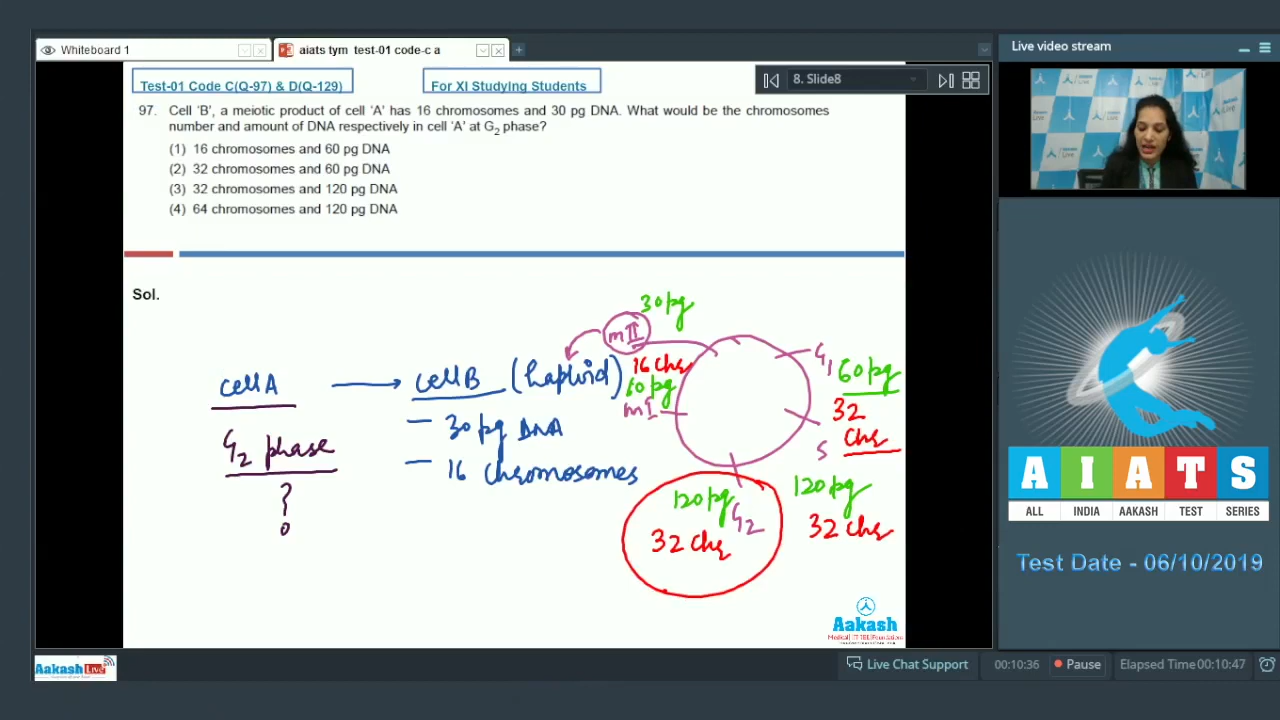 Whiteboard 1
aiats tym test-01 code-c a
Live video stream
Test-01 Code C(Q-97) & D(Q-129)
For XI Studying Students
8. Slide8
97. Cell 'B', a meiotic product of cell 'A' has 16 chromosomes and 30 pg DNA. What would be the chromosomes
number and amount of DNA respectively in cell 'A' at G2 phase?
(1) 16 chromosomes and 60 pg DNA
(2) 32 chromosomes and 60 pg DNA
(3) 32 chromosomes and 120 pg DNA
(4) 64 chromosomes and 120 pg DNA
Sol.
30 pg
mII
16 chr
cell A
cell B (haploid)
60 pg
mI
G1
60 pg
32
chr
S
30 pg DNA
16 chromosomes
G2 phase
?
120 pg
G2
32 chr
120 pg
32 chr
AIATS
ALL INDIA AAKASH TEST SERIES
Test Date - 06/10/2019
Aakash
Medical|IIT-JEE|Foundations
Aakash Live
Live Chat Support
00:10:36
Pause
Elapsed Time 00:10:47